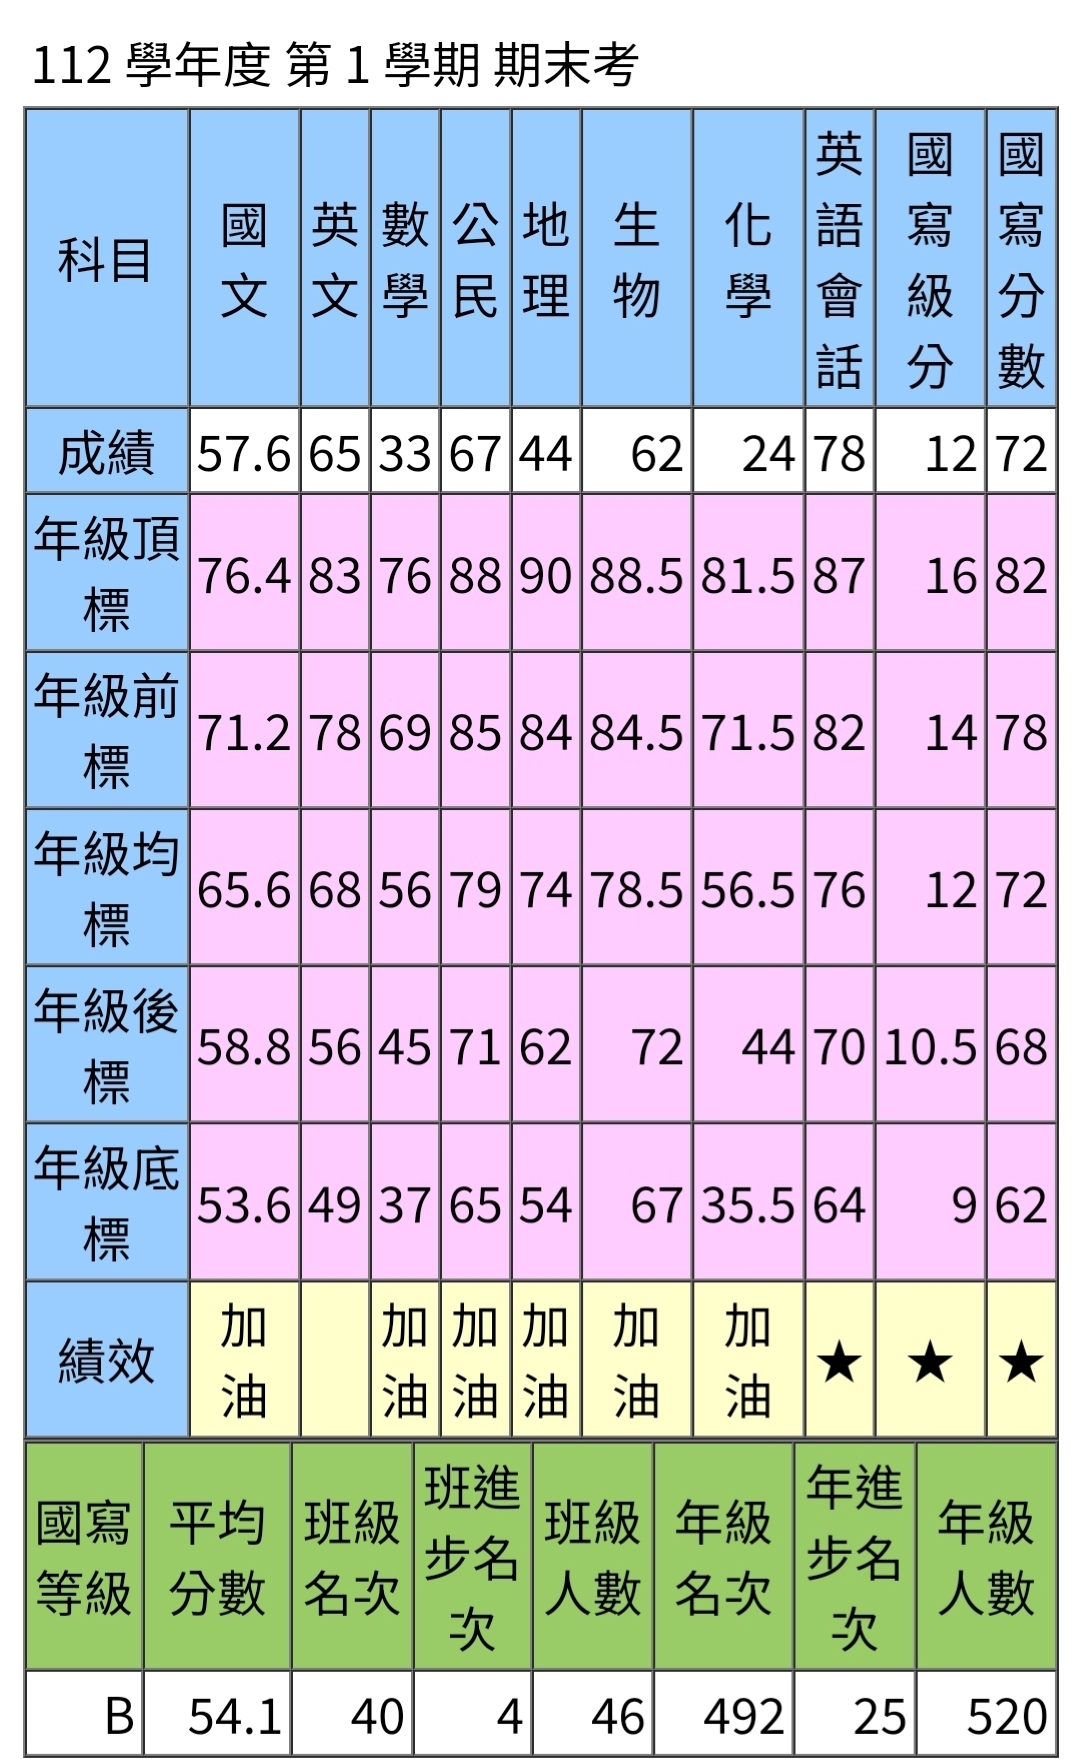 112 學年度 第 1 學期 期末考
科目 國文 英文 數學 公民 地理 生物 化學 英語會話 國寫級分 國寫分數
成績 57.6 65 33 67 44 62 24 78 12 72
年級頂標 76.4 83 76 88 90 88.5 81.5 87 16 82
年級前標 71.2 78 69 85 84 84.5 71.5 82 14 78
年級均標 65.6 68 56 79 74 78.5 56.5 76 12 72
年級後標 58.8 56 45 71 62 72 44 70 10.5 68
年級底標 53.6 49 37 65 54 67 35.5 64 9 62
績效 加油 加油 加油 加油 加油 加油 ★ ★ ★
國寫等級 平均分數 班級名次 班進步名次 班級人數 年級名次 年進步名次 年級人數
B 54.1 40 4 46 492 25 520